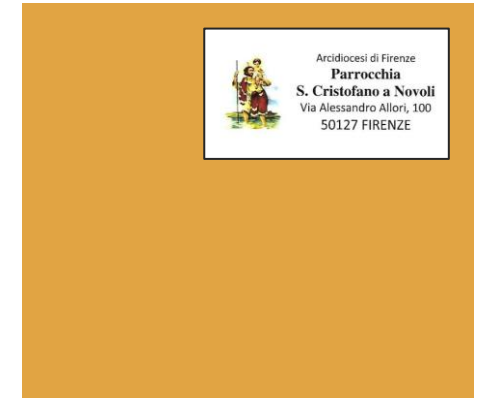 Arcidiocesi di Firenze
Parrocchia
S. Cristofano a Novoli
Via Alessandro Allori, 100
50127 FIRENZE